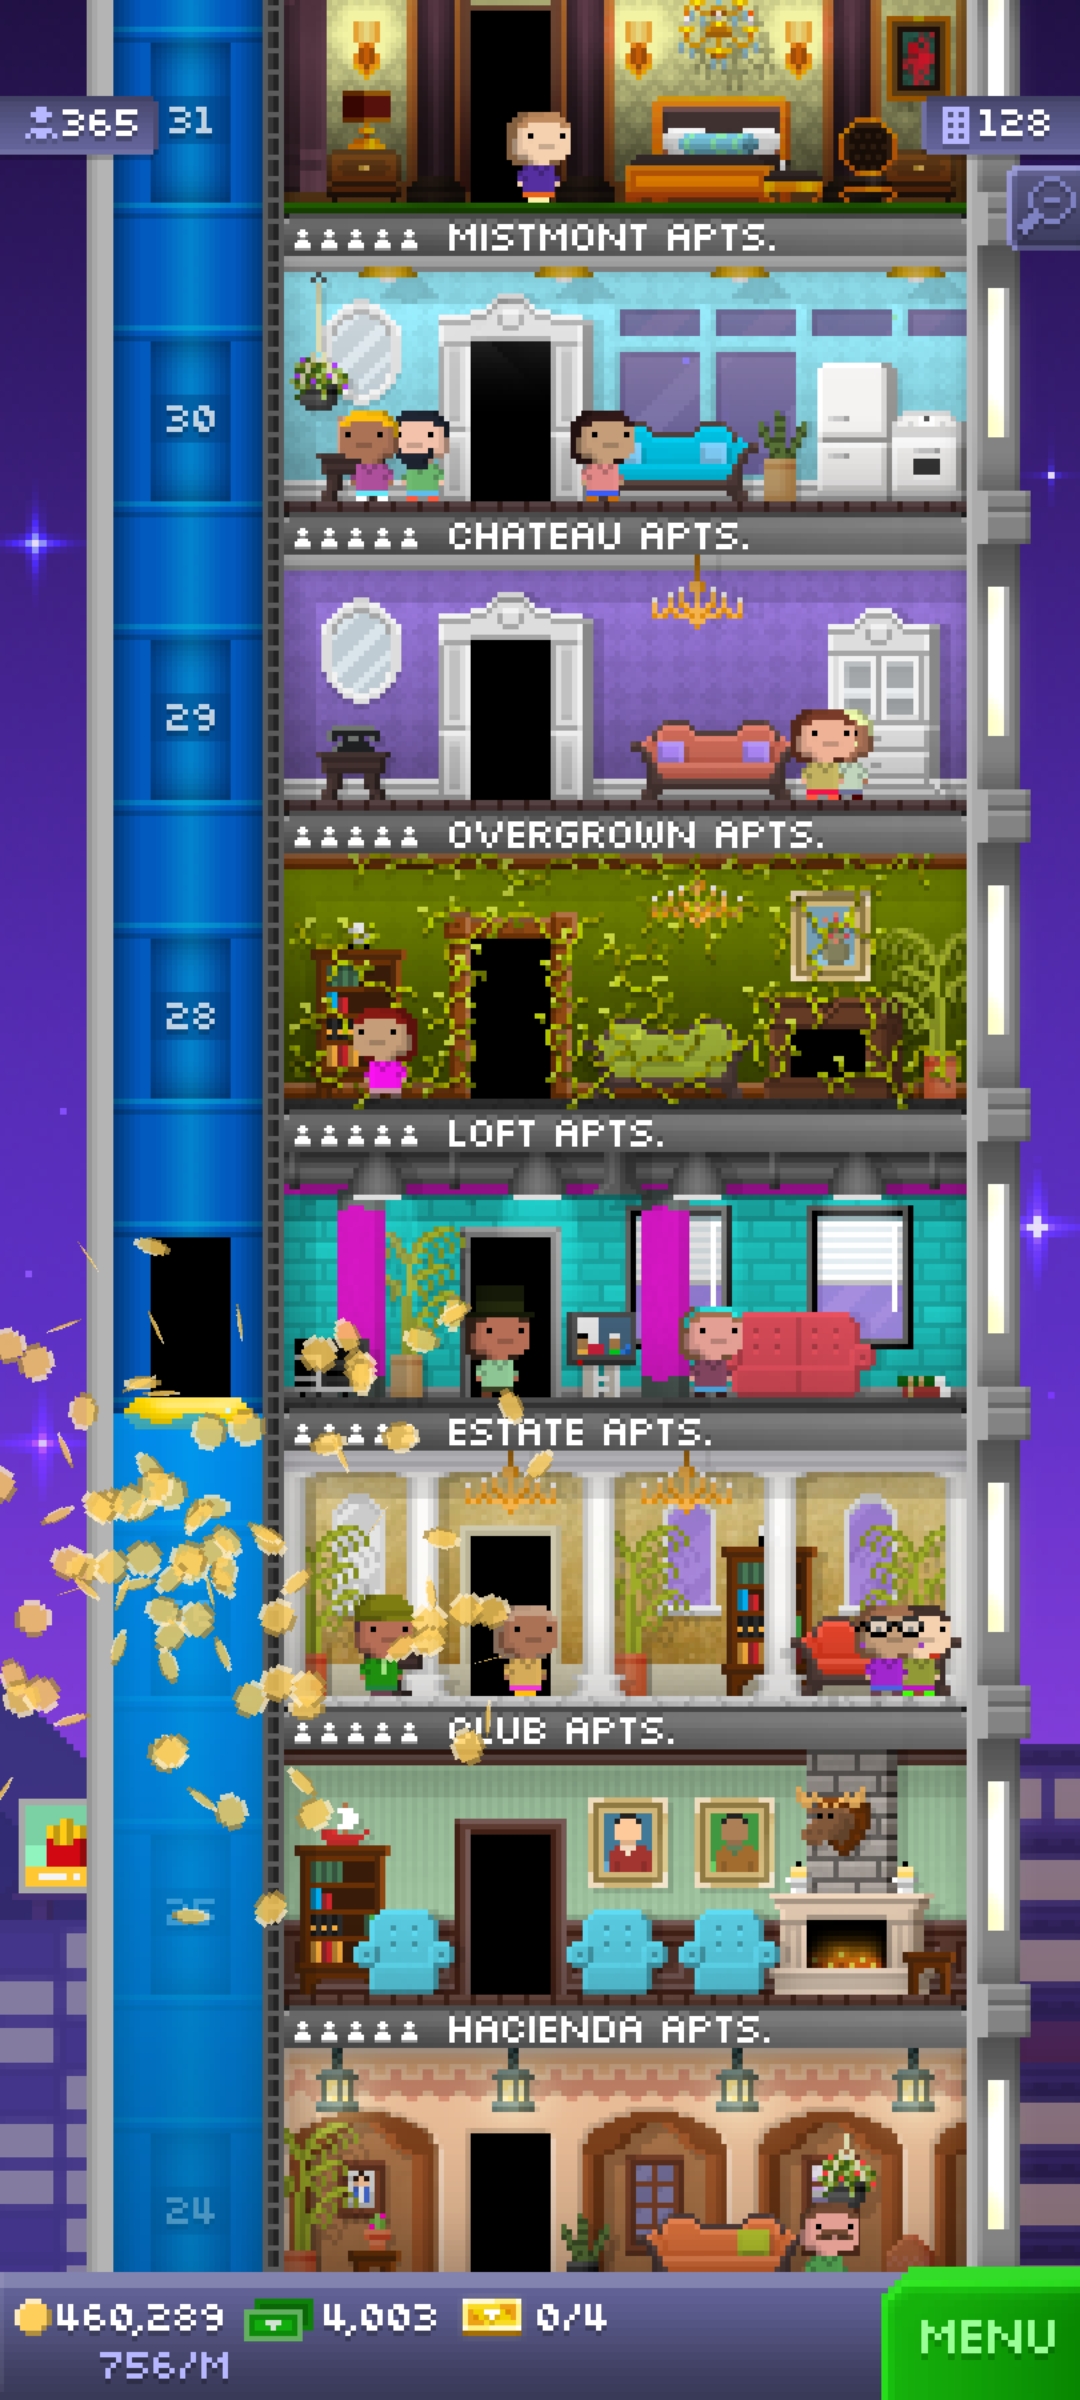 365
31
128
MISTMONT APTS.
30
CHATEAU APTS.
29
OVERGROWN APTS.
28
LOFT APTS.
ESTATE APTS.
CLUB APTS.
25
HACIENDA APTS.
24
460,289
4,003
0/4
756/M
MENU